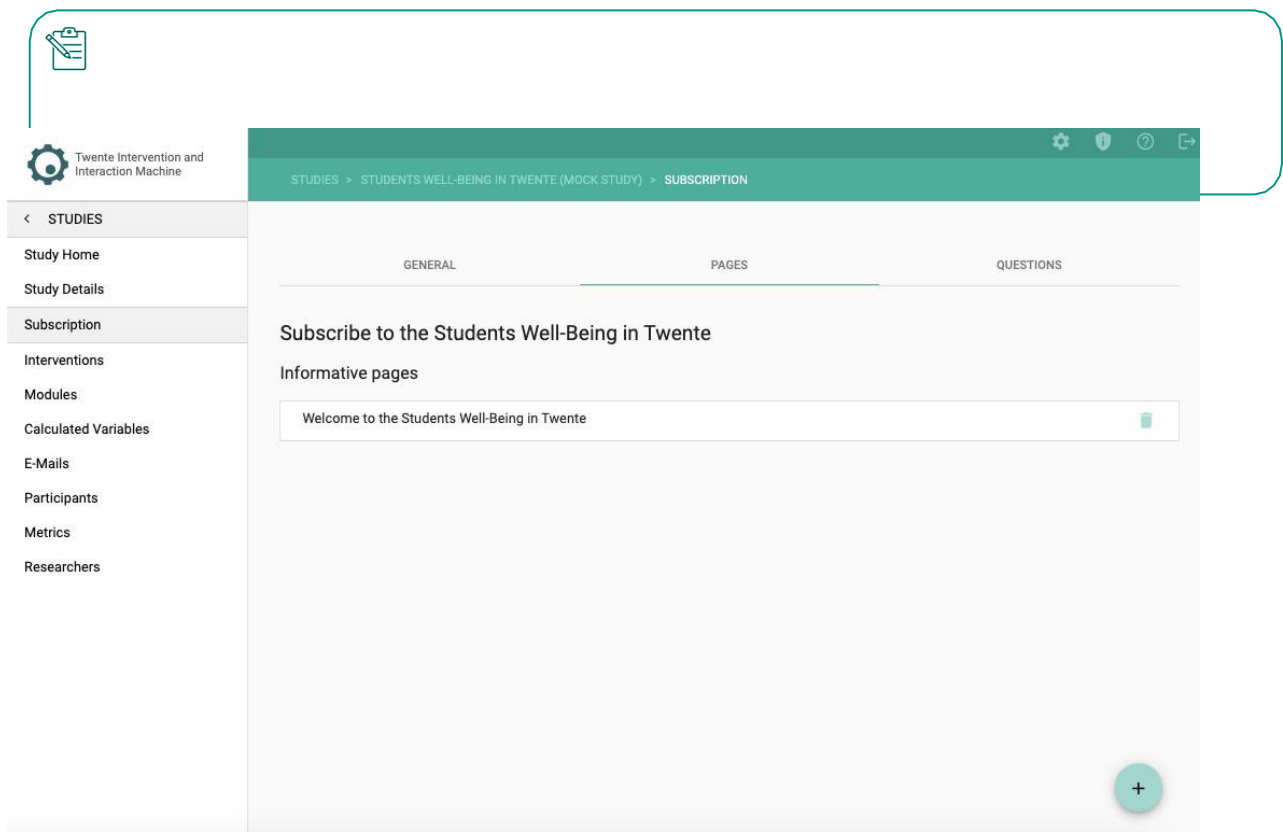 Twente Intervention and
Interaction Machine
STUDIES > STUDENTS WELL-BEING IN TWENTE (MOCK STUDY) > SUBSCRIPTION
< STUDIES
Study Home
Study Details
Subscription
Interventions
Modules
Calculated Variables
E-Mails
Participants
Metrics
Researchers
GENERAL PAGES QUESTIONS
Subscribe to the Students Well-Being in Twente
Informative pages
Welcome to the Students Well-Being in Twente
+